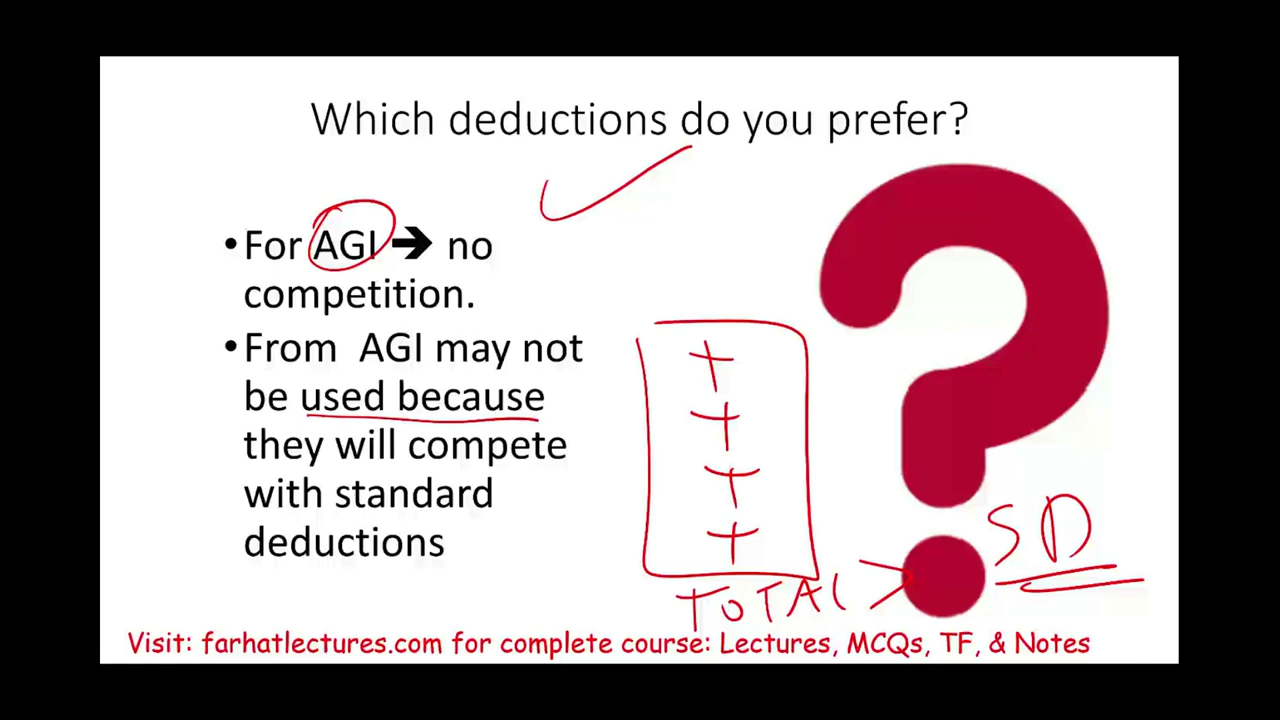 Which deductions do you prefer?
•For AGI → no
competition.
•From AGI may not
be used because
they will compete
with standard
deductions
+
+
+
+
TOTAL > SD
Visit: farhatlectures.com for complete course: Lectures, MCQs, TF, & Notes